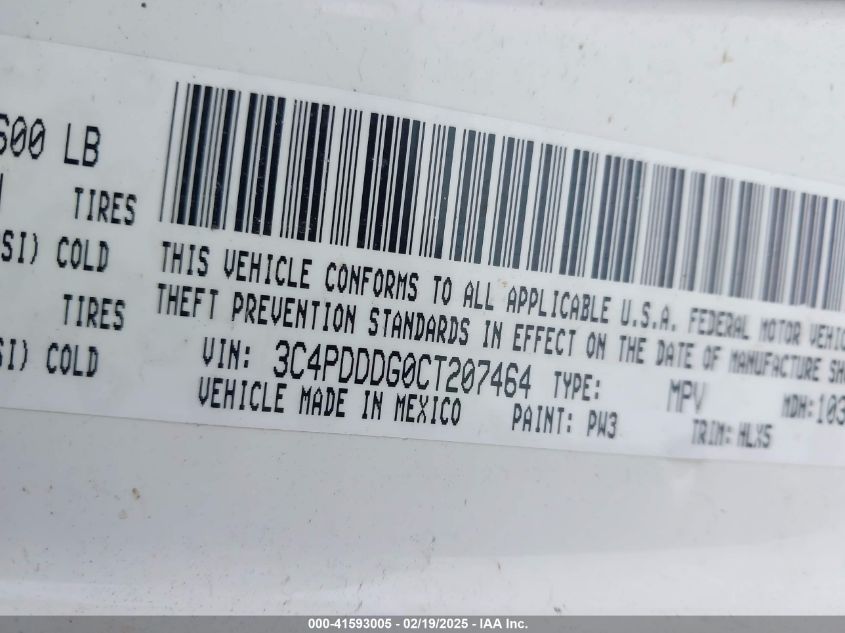 600 LB
TIRES
SI) COLD
TIRES
SI) COLD
THIS VEHICLE CONFORMS TO ALL APPLICABLE U.S.A. FEDERAL MOTOR VEHIC
THEFT PREVENTION STANDARDS IN EFFECT ON THE DATE OF MANUFACTURE SH
VIN: 3C4PDDDG0CT207464 TYPE: MPV MDH:103
VEHICLE MADE IN MEXICO PAINT: PW3 TRIM: HLX5
000-41593005 - 02/19/2025 - IAA Inc.